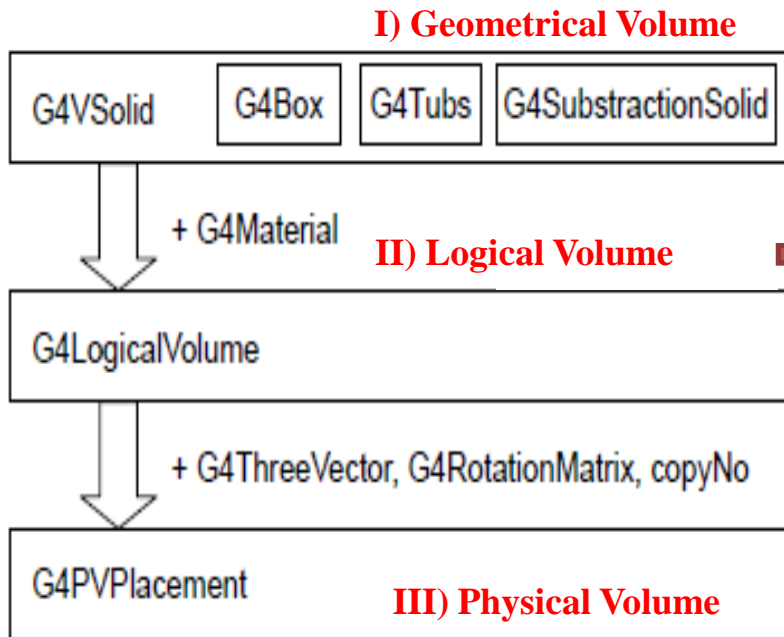 I) Geometrical Volume
G4VSolid G4Box G4Tubs G4SubstractionSolid
+ G4Material
II) Logical Volume
G4LogicalVolume
+ G4ThreeVector, G4RotationMatrix, copyNo
G4PVPlacement
III) Physical Volume